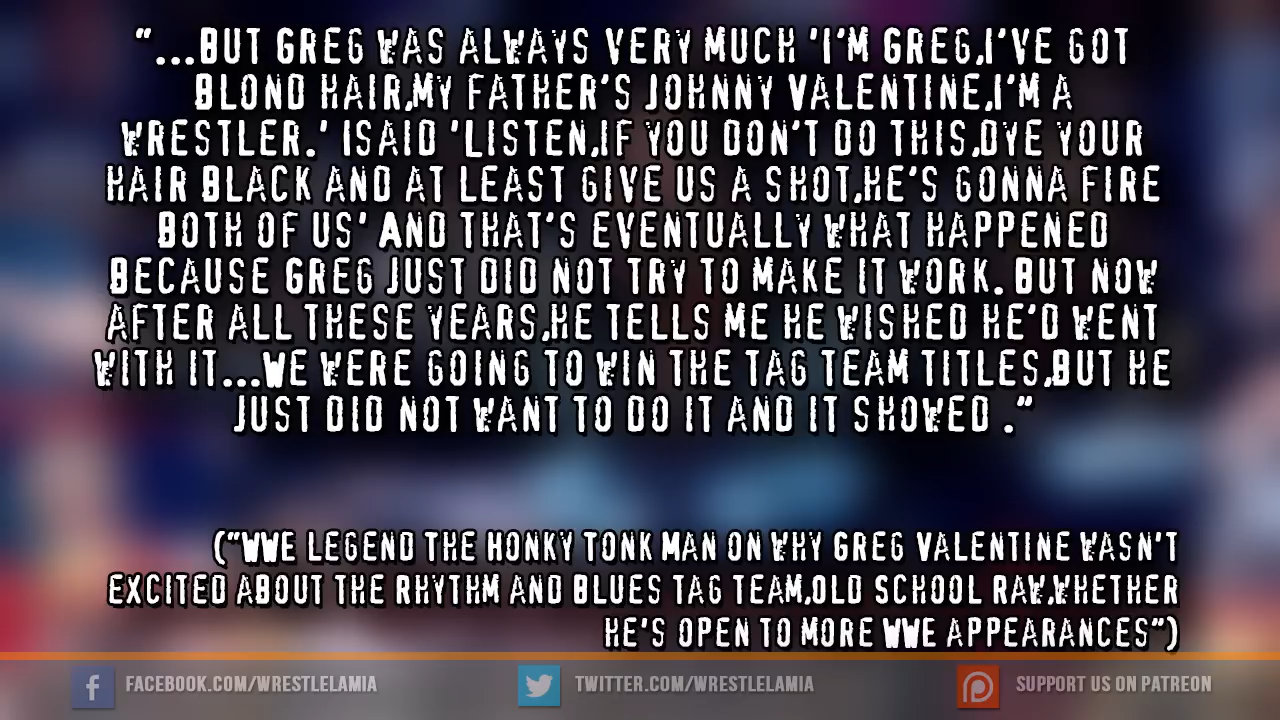 "...BUT GREG WAS ALWAYS VERY MUCH 'I'M GREG,I'VE GOT
BLOND HAIR,MY FATHER'S JOHNNY VALENTINE,I'M A
WRESTLER.' ISAID 'LISTEN,IF YOU DON'T DO THIS,DYE YOUR
HAIR BLACK AND AT LEAST GIVE US A SHOT,HE'S GONNA FIRE
BOTH OF US' AND THAT'S EVENTUALLY WHAT HAPPENED
BECAUSE GREG JUST DID NOT TRY TO MAKE IT WORK. BUT NOW
AFTER ALL THESE YEARS,HE TELLS ME HE WISHED HE'D WENT
WITH IT...WE WERE GOING TO WIN THE TAG TEAM TITLES,BUT HE
JUST DID NOT WANT TO DO IT AND IT SHOWED ."
("WWE LEGEND THE HONKY TONK MAN ON WHY GREG VALENTINE WASN'T
EXCITED ABOUT THE RHYTHM AND BLUES TAG TEAM,OLD SCHOOL RAW,WHETHER
HE'S OPEN TO MORE WWE APPEARANCES")
FACEBOOK.COM/WRESTLELAMIA
TWITTER.COM/WRESTLELAMIA
SUPPORT US ON PATREON